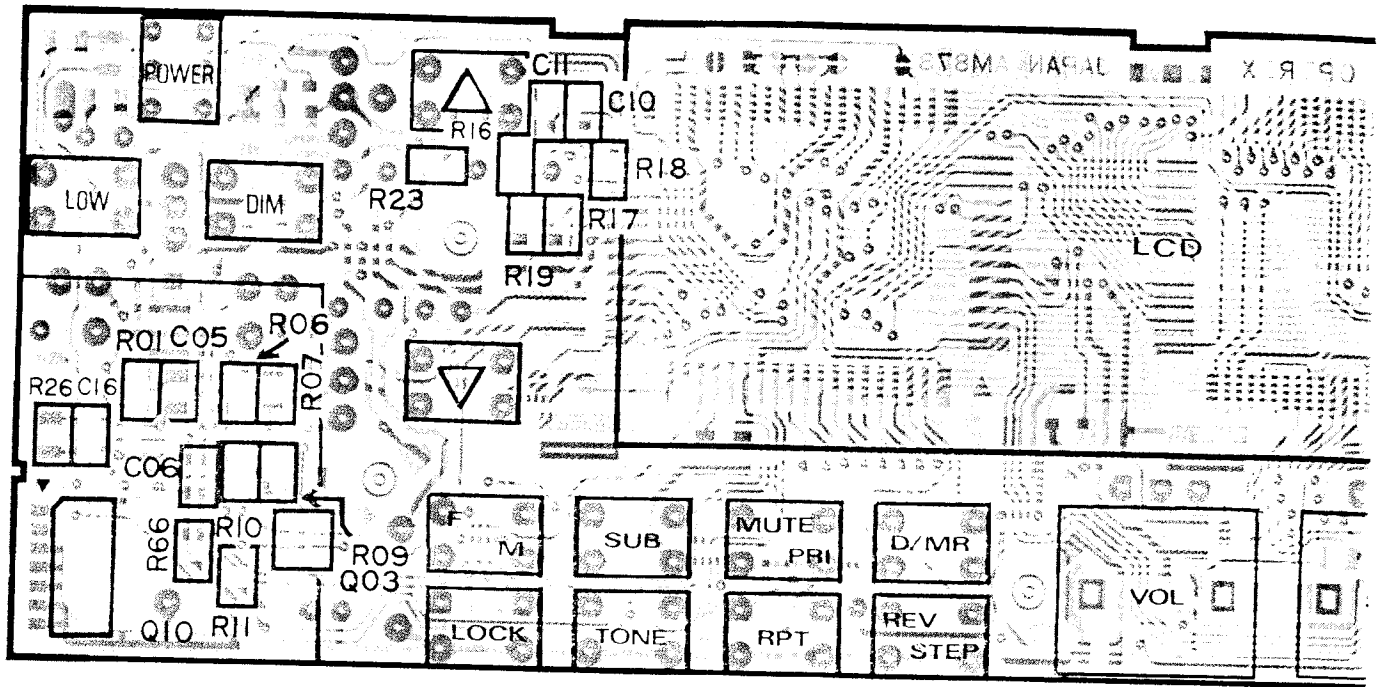 POWER
C11
C10
R16
R18
LOW
DIM
R23
R17
R19
LCD
R01 C05
R06
R26 C16
R07
C06
R66
R10
R09
Q03
Q10
R11
F
M
SUB
MUTE
PRI
D/MR
VOL
LOCK
TONE
RPT
REV
STEP
JAPAN